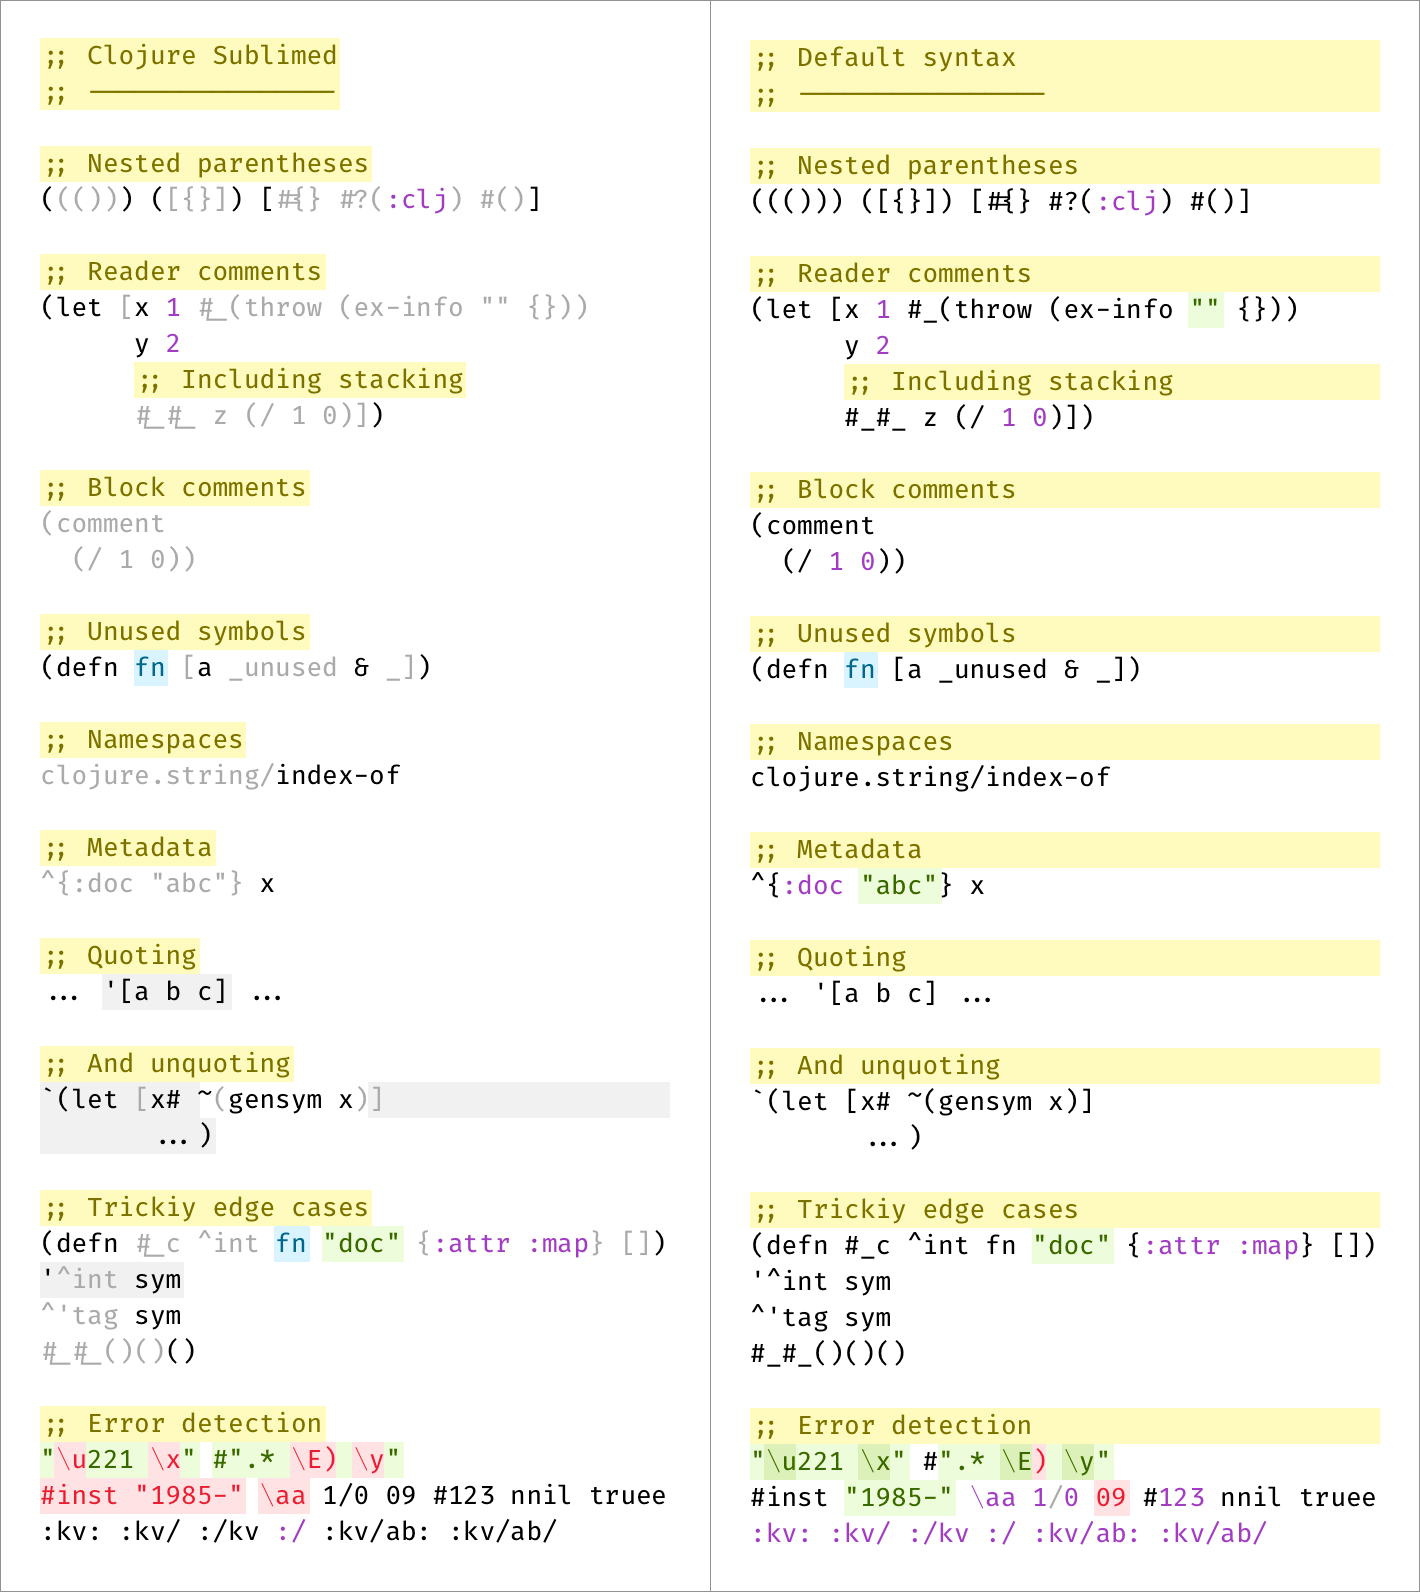 ;; Clojure Sublimed
;; ----------------
;; Nested parentheses
((())) ([{}]) [#{} #?(:clj) #()]
;; Reader comments
(let [x 1 #_(throw (ex-info "" {}))
y 2
;; Including stacking
#_#_ z (/ 1 0)])
;; Block comments
(comment
(/ 1 0))
;; Unused symbols
(defn fn [a _unused & _])
;; Namespaces
clojure.string/index-of
;; Metadata
^{:doc "abc"} x
;; Quoting
... '[a b c] ...
;; And unquoting
`(let [x# ~(gensym x)]
...)
;; Trickiy edge cases
(defn #_c ^int fn "doc" {:attr :map} [])
'^int sym
^'tag sym
#_#_()()()
;; Error detection
"\u221 \x" #".* \E) \y"
#inst "1985-" \aa 1/0 09 #123 nnil truee
:kv: :kv/ :/kv :/ :kv/ab: :kv/ab/
;; Default syntax
;; ----------------
;; Nested parentheses
((())) ([{}]) [#{} #?(:clj) #()]
;; Reader comments
(let [x 1 #_(throw (ex-info "" {}))
y 2
;; Including stacking
#_#_ z (/ 1 0)])
;; Block comments
(comment
(/ 1 0))
;; Unused symbols
(defn fn [a _unused & _])
;; Namespaces
clojure.string/index-of
;; Metadata
^{:doc "abc"} x
;; Quoting
... '[a b c] ...
;; And unquoting
`(let [x# ~(gensym x)]
...)
;; Trickiy edge cases
(defn #_c ^int fn "doc" {:attr :map} [])
'^int sym
^'tag sym
#_#_()()()
;; Error detection
"\u221 \x" #".* \E) \y"
#inst "1985-" \aa 1/0 09 #123 nnil truee
:kv: :kv/ :/kv :/ :kv/ab: :kv/ab/